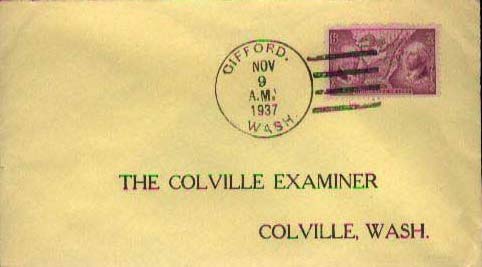 GIFFORD.
NOV
9
A.M.
1937
WASH.
THE COLVILLE EXAMINER
COLVILLE, WASH.